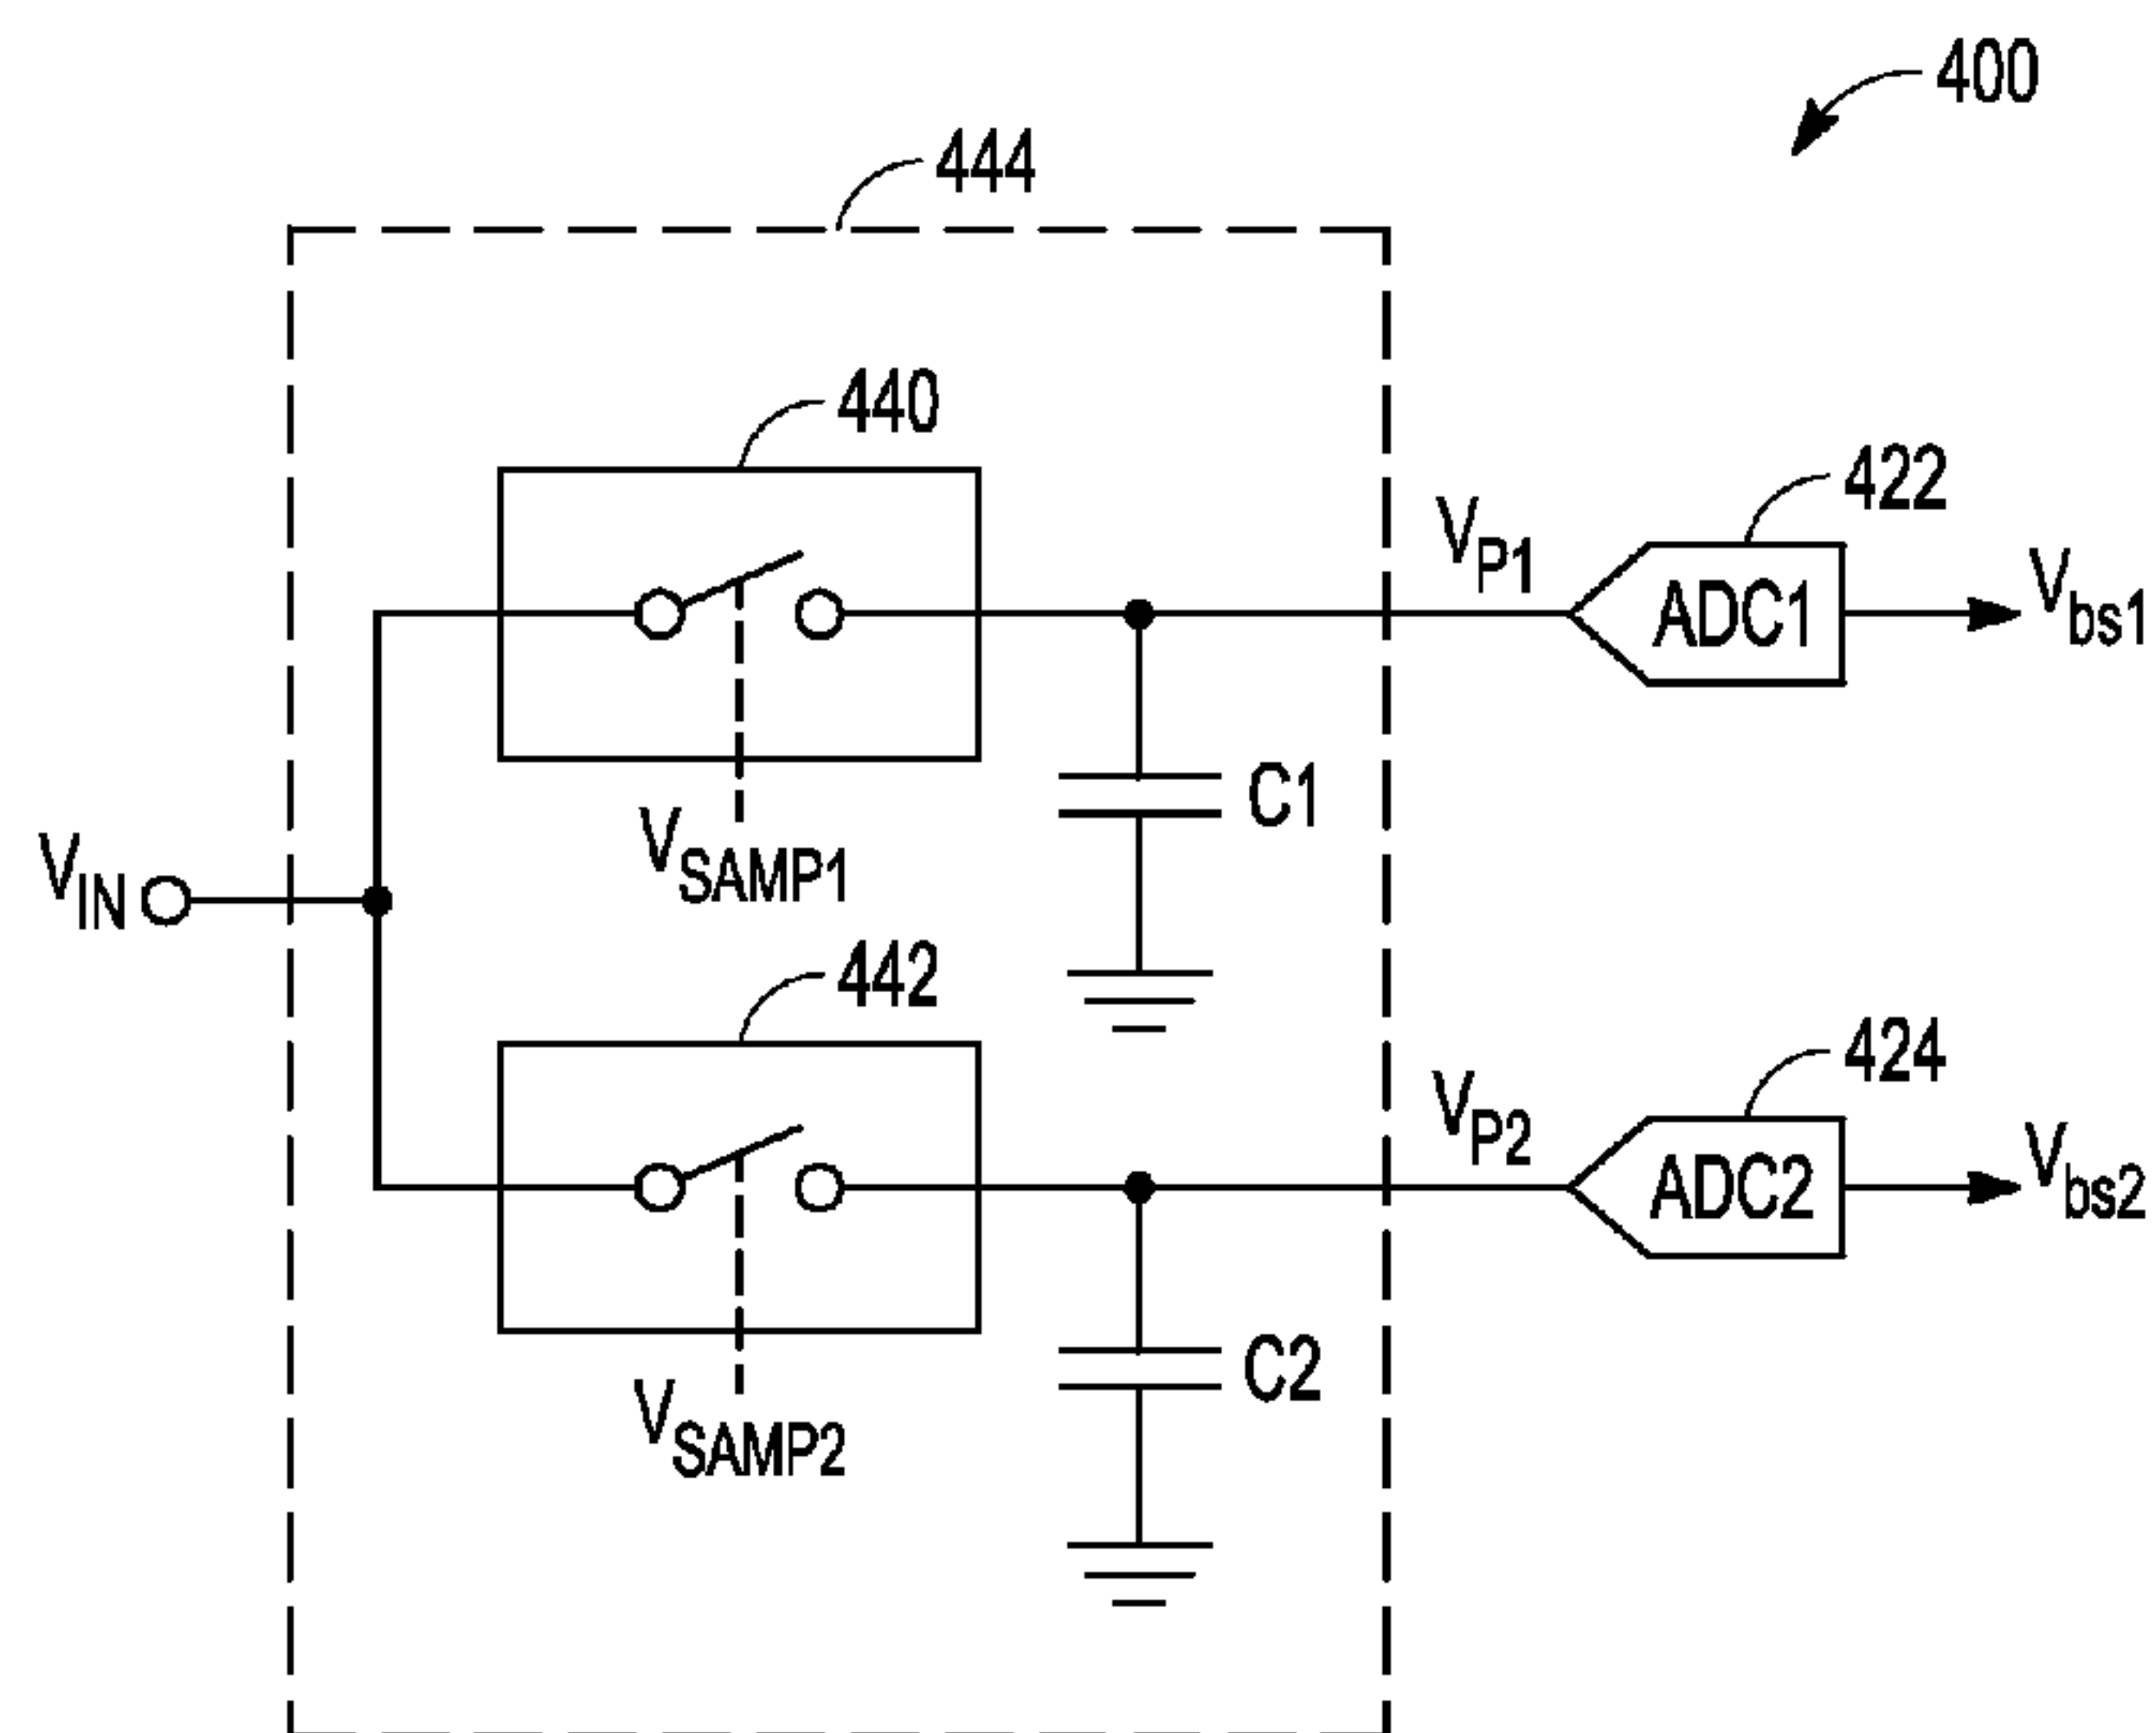 400
444
440
422
V_P1
ADC1
V_bs1
C1
V_SAMP1
V_IN
442
424
V_P2
ADC2
V_bs2
C2
V_SAMP2